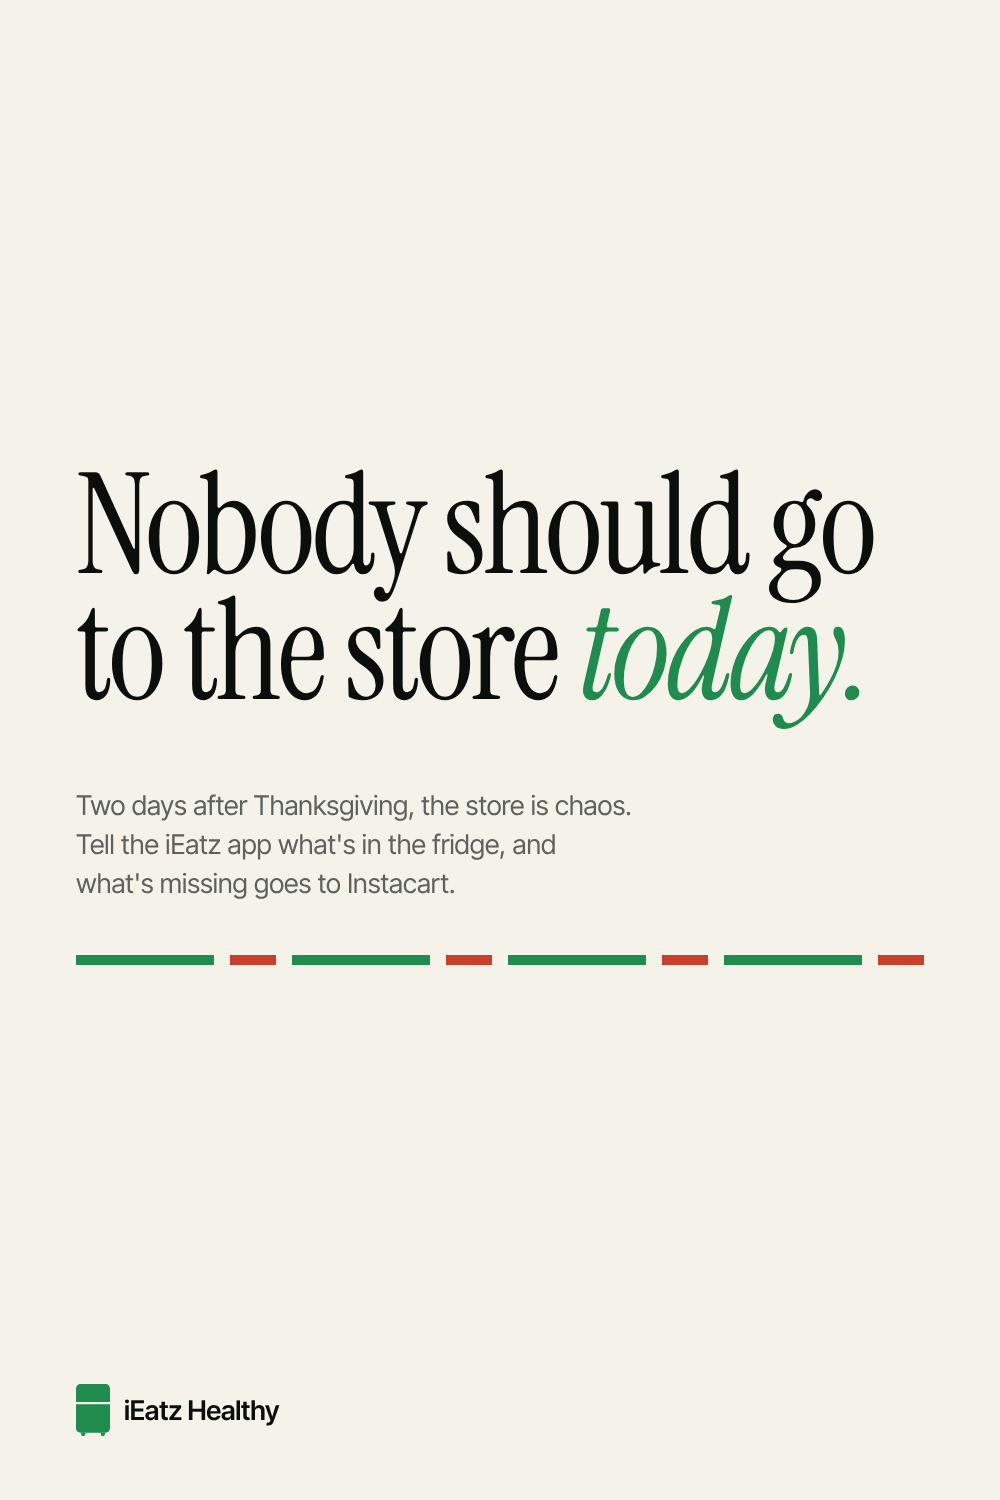 Nobody should go
to the store today.
Two days after Thanksgiving, the store is chaos.
Tell the iEatz app what's in the fridge, and
what's missing goes to Instacart.
iEatz Healthy